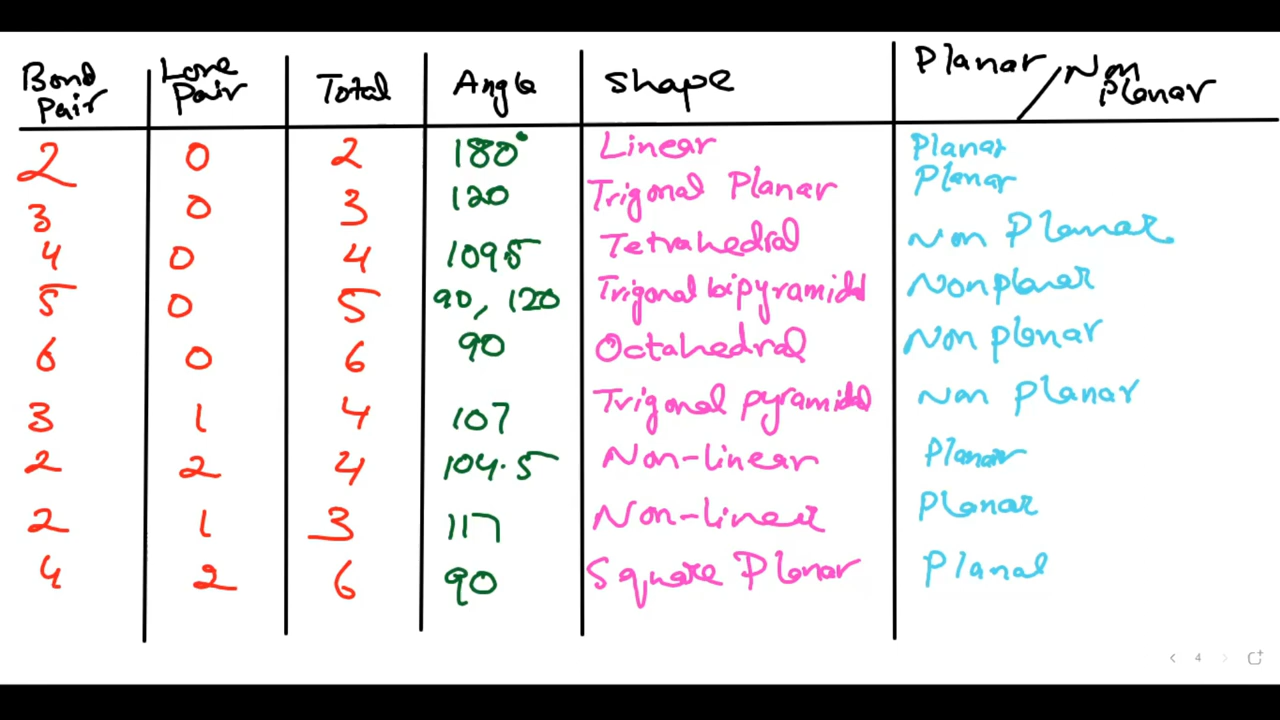 Bond Pair Lone Pair Total Angle Shape Planar / Non Planar
2 0 2 180° Linear Planar
3 0 3 120 Trigonal Planar Planar
4 0 4 109.5 Tetrahedral Non Planar
5 0 5 90, 120 Trigonal bipyramidal Nonplanar
6 0 6 90 Octahedral Non planar
3 1 4 107 Trigonal pyramidal Non Planar
2 2 4 104.5 Non-linear Planar
2 1 3 117 Non-linear Planar
4 2 6 90 Square Planar Planar
< 4 >